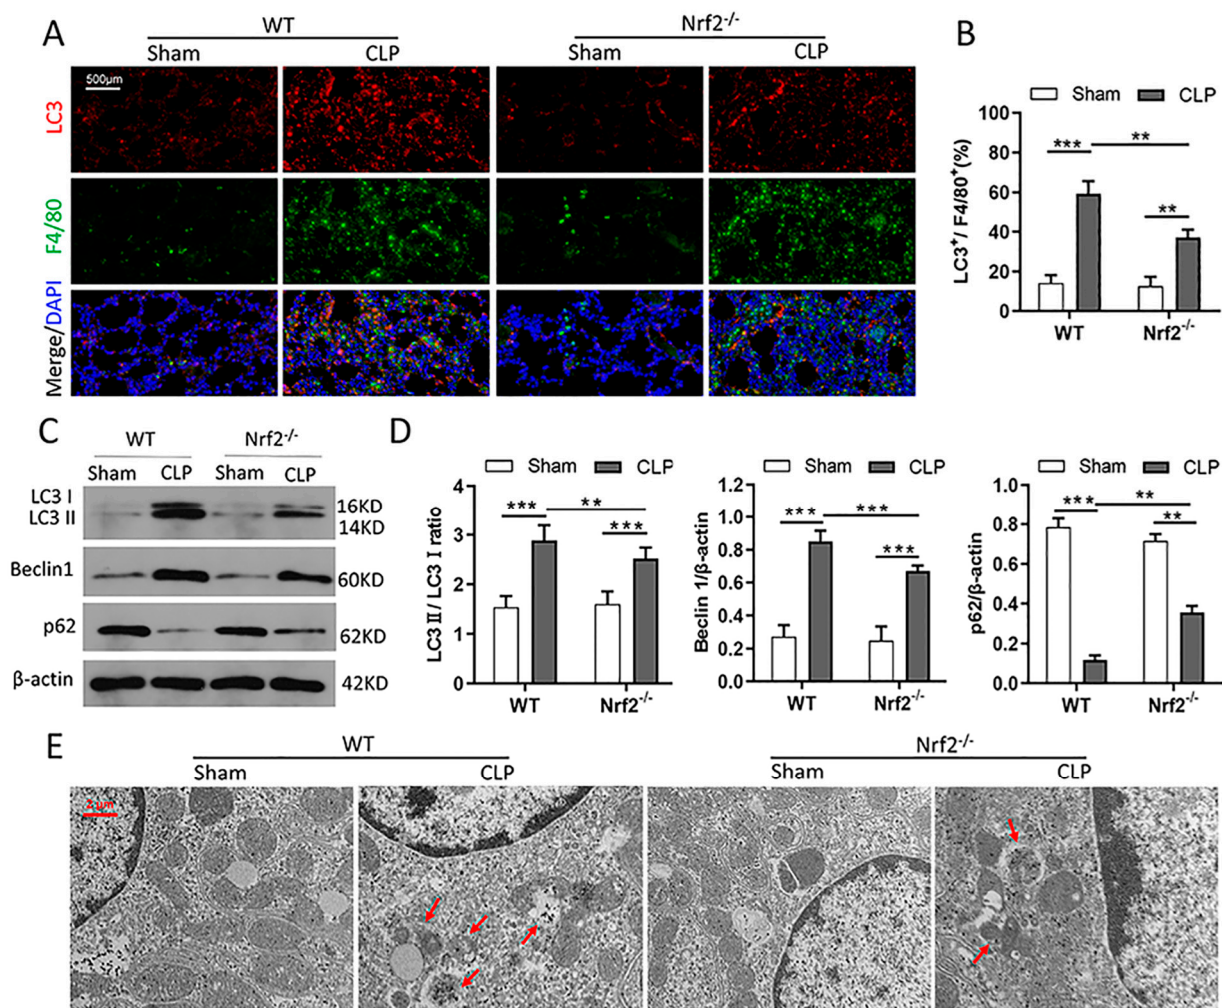 A
WT
Nrf2-/-
Sham CLP Sham CLP
500μm
LC3
F4/80
Merge/DAPI
B
Sham CLP
LC3+/ F4/80+(%)
100
80
60
40
20
0
*** ** **
WT Nrf2-/-
C
WT Nrf2-/-
Sham CLP Sham CLP
LC3 I 16KD
LC3 II 14KD
Beclin1 60KD
p62 62KD
β-actin 42KD
D
Sham CLP
LC3 II/ LC3 I ratio
4
3
2
1
0
*** ** ***
WT Nrf2-/-
Sham CLP
Beclin 1/β-actin
1.2
1.0
0.8
0.6
0.4
0.2
0.0
*** *** ***
WT Nrf2-/-
Sham CLP
p62/β-actin
1.0
0.8
0.6
0.4
0.2
0.0
*** ** **
WT Nrf2-/-
E
WT Nrf2-/-
Sham CLP Sham CLP
2 μm